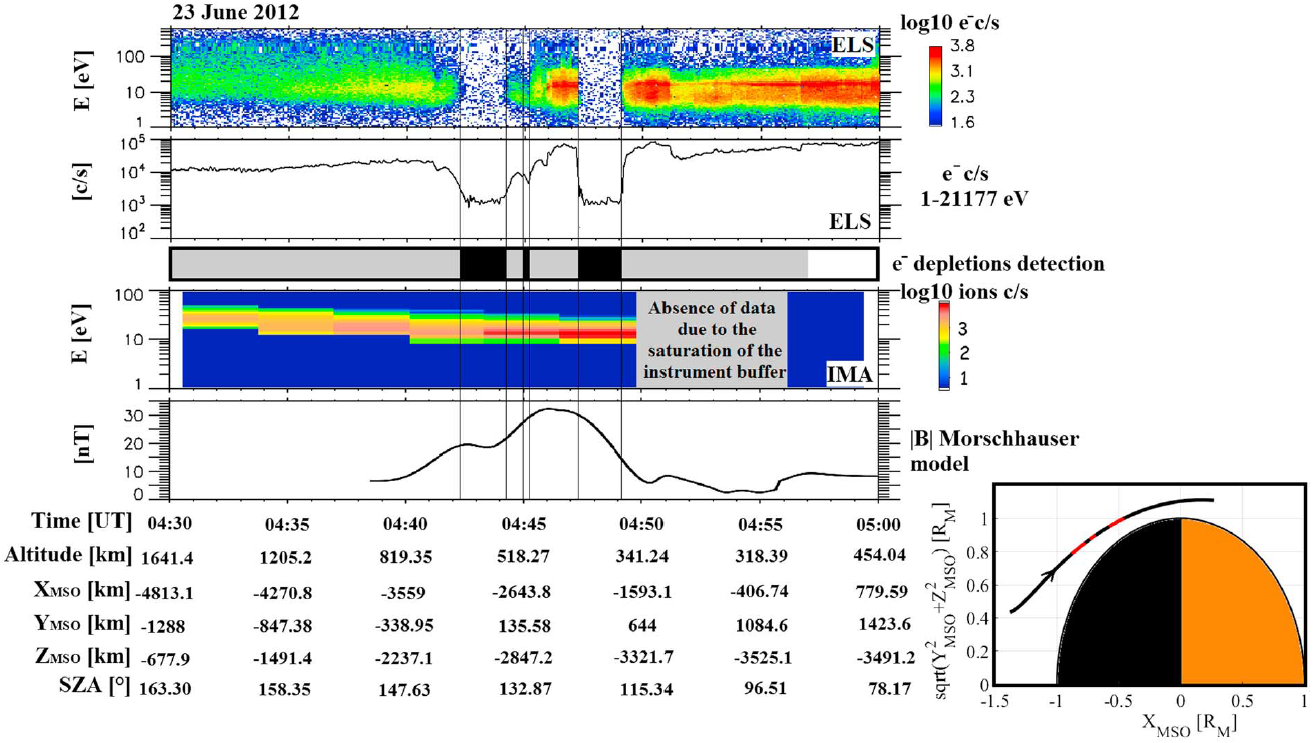 23 June 2012
log10 e⁻c/s
ELS
E [eV]
100
10
1
3.8
3.1
2.3
1.6
[c/s]
10⁵
10⁴
10³
10²
ELS
e⁻ c/s
1-21177 eV
e⁻ depletions detection
log10 ions c/s
E [eV]
100
10
1
Absence of data
due to the
saturation of the
instrument buffer
IMA
3
2
1
[nT]
30
20
10
0
|B| Morschhauser
model
Time [UT] 04:30 04:35 04:40 04:45 04:50 04:55 05:00
Altitude [km] 1641.4 1205.2 819.35 518.27 341.24 318.39 454.04
XMSO [km] -4813.1 -4270.8 -3559 -2643.8 -1593.1 -406.74 779.59
YMSO [km] -1288 -847.38 -338.95 135.58 644 1084.6 1423.6
ZMSO [km] -677.9 -1491.4 -2237.1 -2847.2 -3321.7 -3525.1 -3491.2
SZA [°] 163.30 158.35 147.63 132.87 115.34 96.51 78.17
sqrt(Y²MSO+Z²MSO) [RM]
1
0.8
0.6
0.4
0.2
0
-1.5 -1 -0.5 0 0.5 1
XMSO [RM]